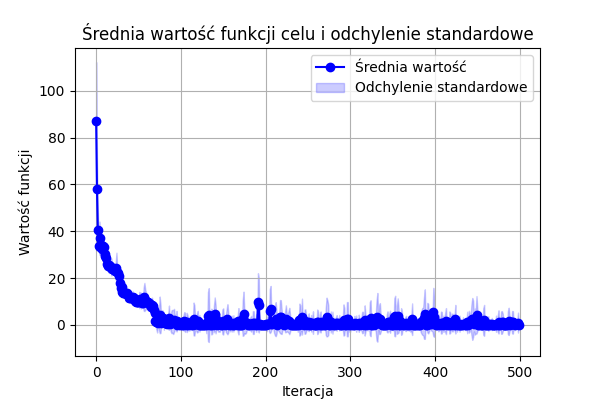 Średnia wartość funkcji celu i odchylenie standardowe
Średnia wartość
Odchylenie standardowe
Wartość funkcji
100
80
60
40
20
0
0 100 200 300 400 500
Iteracja